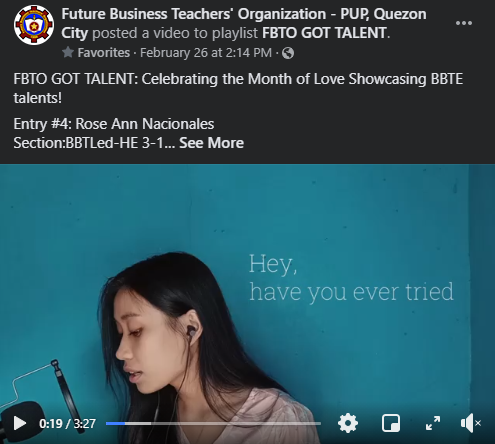 Future Business Teachers' Organization - PUP, Quezon
City posted a video to playlist FBTO GOT TALENT.
Favorites · February 26 at 2:14 PM ·
FBTO GOT TALENT: Celebrating the Month of Love Showcasing BBTE
talents!
Entry #4: Rose Ann Nacionales
Section:BBTLed-HE 3-1... See More
Hey,
have you ever tried
0:19 / 3:27